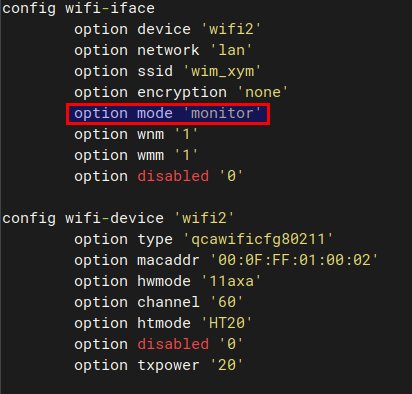 config wifi-iface
option device 'wifi2'
option network 'lan'
option ssid 'wim_xym'
option encryption 'none'
option mode 'monitor'
option wnm '1'
option wmm '1'
option disabled '0'
config wifi-device 'wifi2'
option type 'qcawificfg80211'
option macaddr '00:0F:FF:01:00:02'
option hwmode '11axa'
option channel '60'
option htmode 'HT20'
option disabled '0'
option txpower '20'